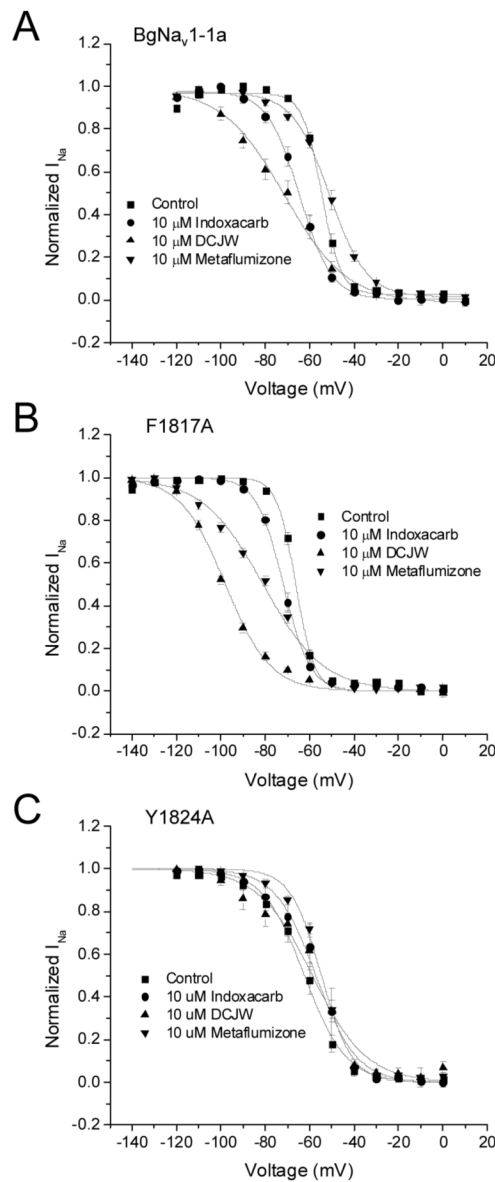 A
BgNav1-1a
1.2
1.0
0.8
0.6
0.4
0.2
0.0
-0.2
Normalized INa
Control
10 μM Indoxacarb
10 μM DCJW
10 μM Metaflumizone
-140 -120 -100 -80 -60 -40 -20 0 20
Voltage (mV)
B
F1817A
1.2
1.0
0.8
0.6
0.4
0.2
0.0
-0.2
Normalized INa
Control
10 μM Indoxacarb
10 μM DCJW
10 μM Metaflumizone
-140 -120 -100 -80 -60 -40 -20 0 20
Voltage (mV)
C
Y1824A
1.2
1.0
0.8
0.6
0.4
0.2
0.0
-0.2
Normalized INa
Control
10 uM Indoxacarb
10 uM DCJW
10 uM Metaflumizone
-140 -120 -100 -80 -60 -40 -20 0 20
Voltage (mV)